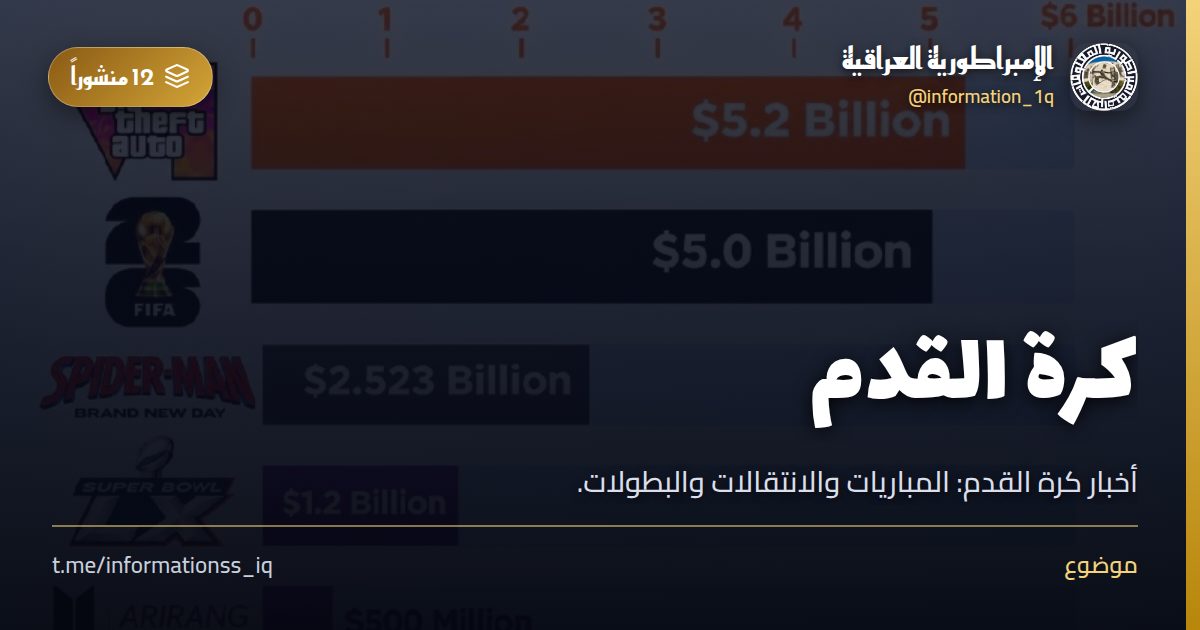 0 1 2 3 4 5 $6 Billion
الإمبراطورية العراقية
@information_1q
12 منشوراً
theft
auto
$5.2 Billion
26
FIFA
$5.0 Billion
SPIDER-MAN
BRAND NEW DAY
$2.523 Billion
كرة القدم
أخبار كرة القدم: المباريات والانتقالات والبطولات.
SUPER BOWL
LX
$1.2 Billion
موضوع
t.me/informationss_iq
ARIRANG
$500 Million